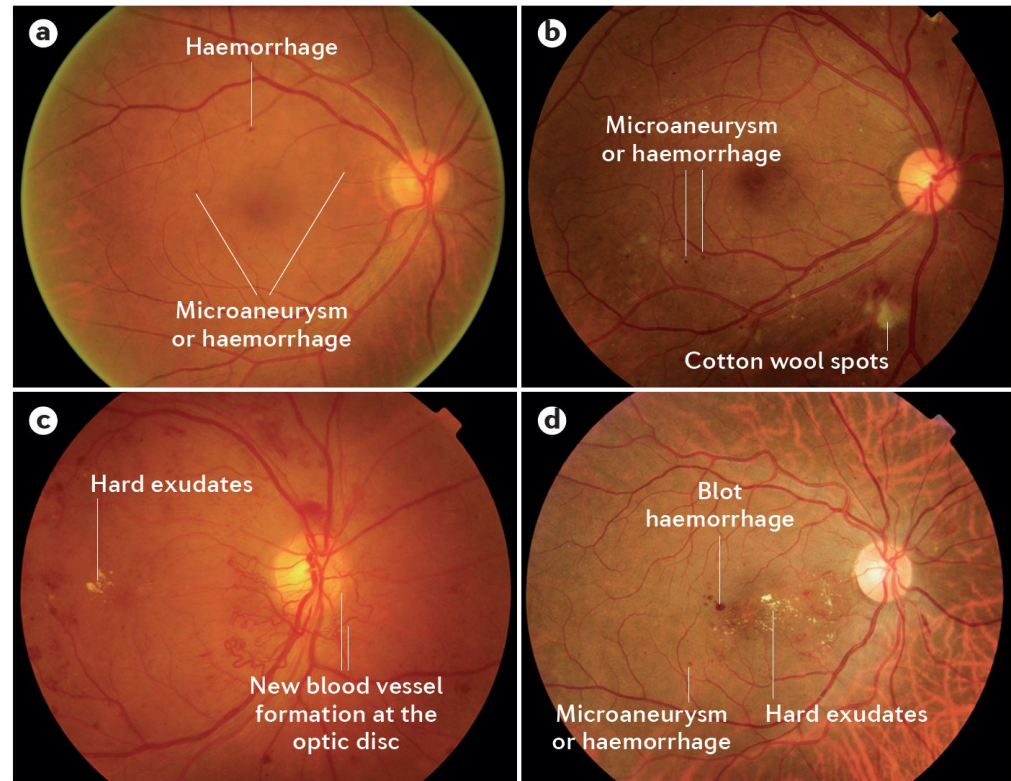 a
Haemorrhage
Microaneurysm
or haemorrhage
b
Microaneurysm
or haemorrhage
Cotton wool spots
c
Hard exudates
New blood vessel
formation at the
optic disc
d
Blot
haemorrhage
Microaneurysm
or haemorrhage
Hard exudates